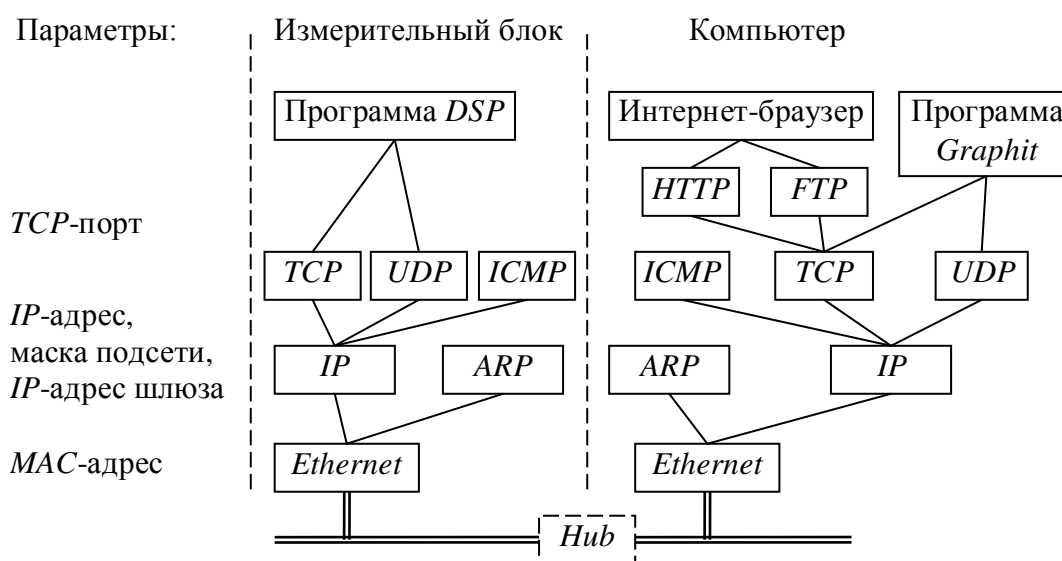 Параметры: Измерительный блок Компьютер
Программа DSP Интернет-браузер Программа
Graphit
HTTP FTP
TCP-порт
TCP UDP ICMP ICMP TCP UDP
IP-адрес,
маска подсети,
IP-адрес шлюза
IP ARP ARP IP
MAC-адрес Ethernet Ethernet
Hub